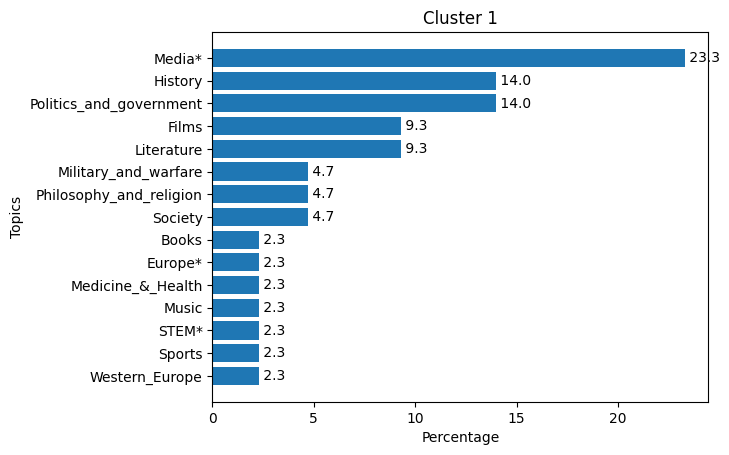 Cluster 1
Topics
Media* 23.3
History 14.0
Politics_and_government 14.0
Films 9.3
Literature 9.3
Military_and_warfare 4.7
Philosophy_and_religion 4.7
Society 4.7
Books 2.3
Europe* 2.3
Medicine_&_Health 2.3
Music 2.3
STEM* 2.3
Sports 2.3
Western_Europe 2.3
0 5 10 15 20
Percentage